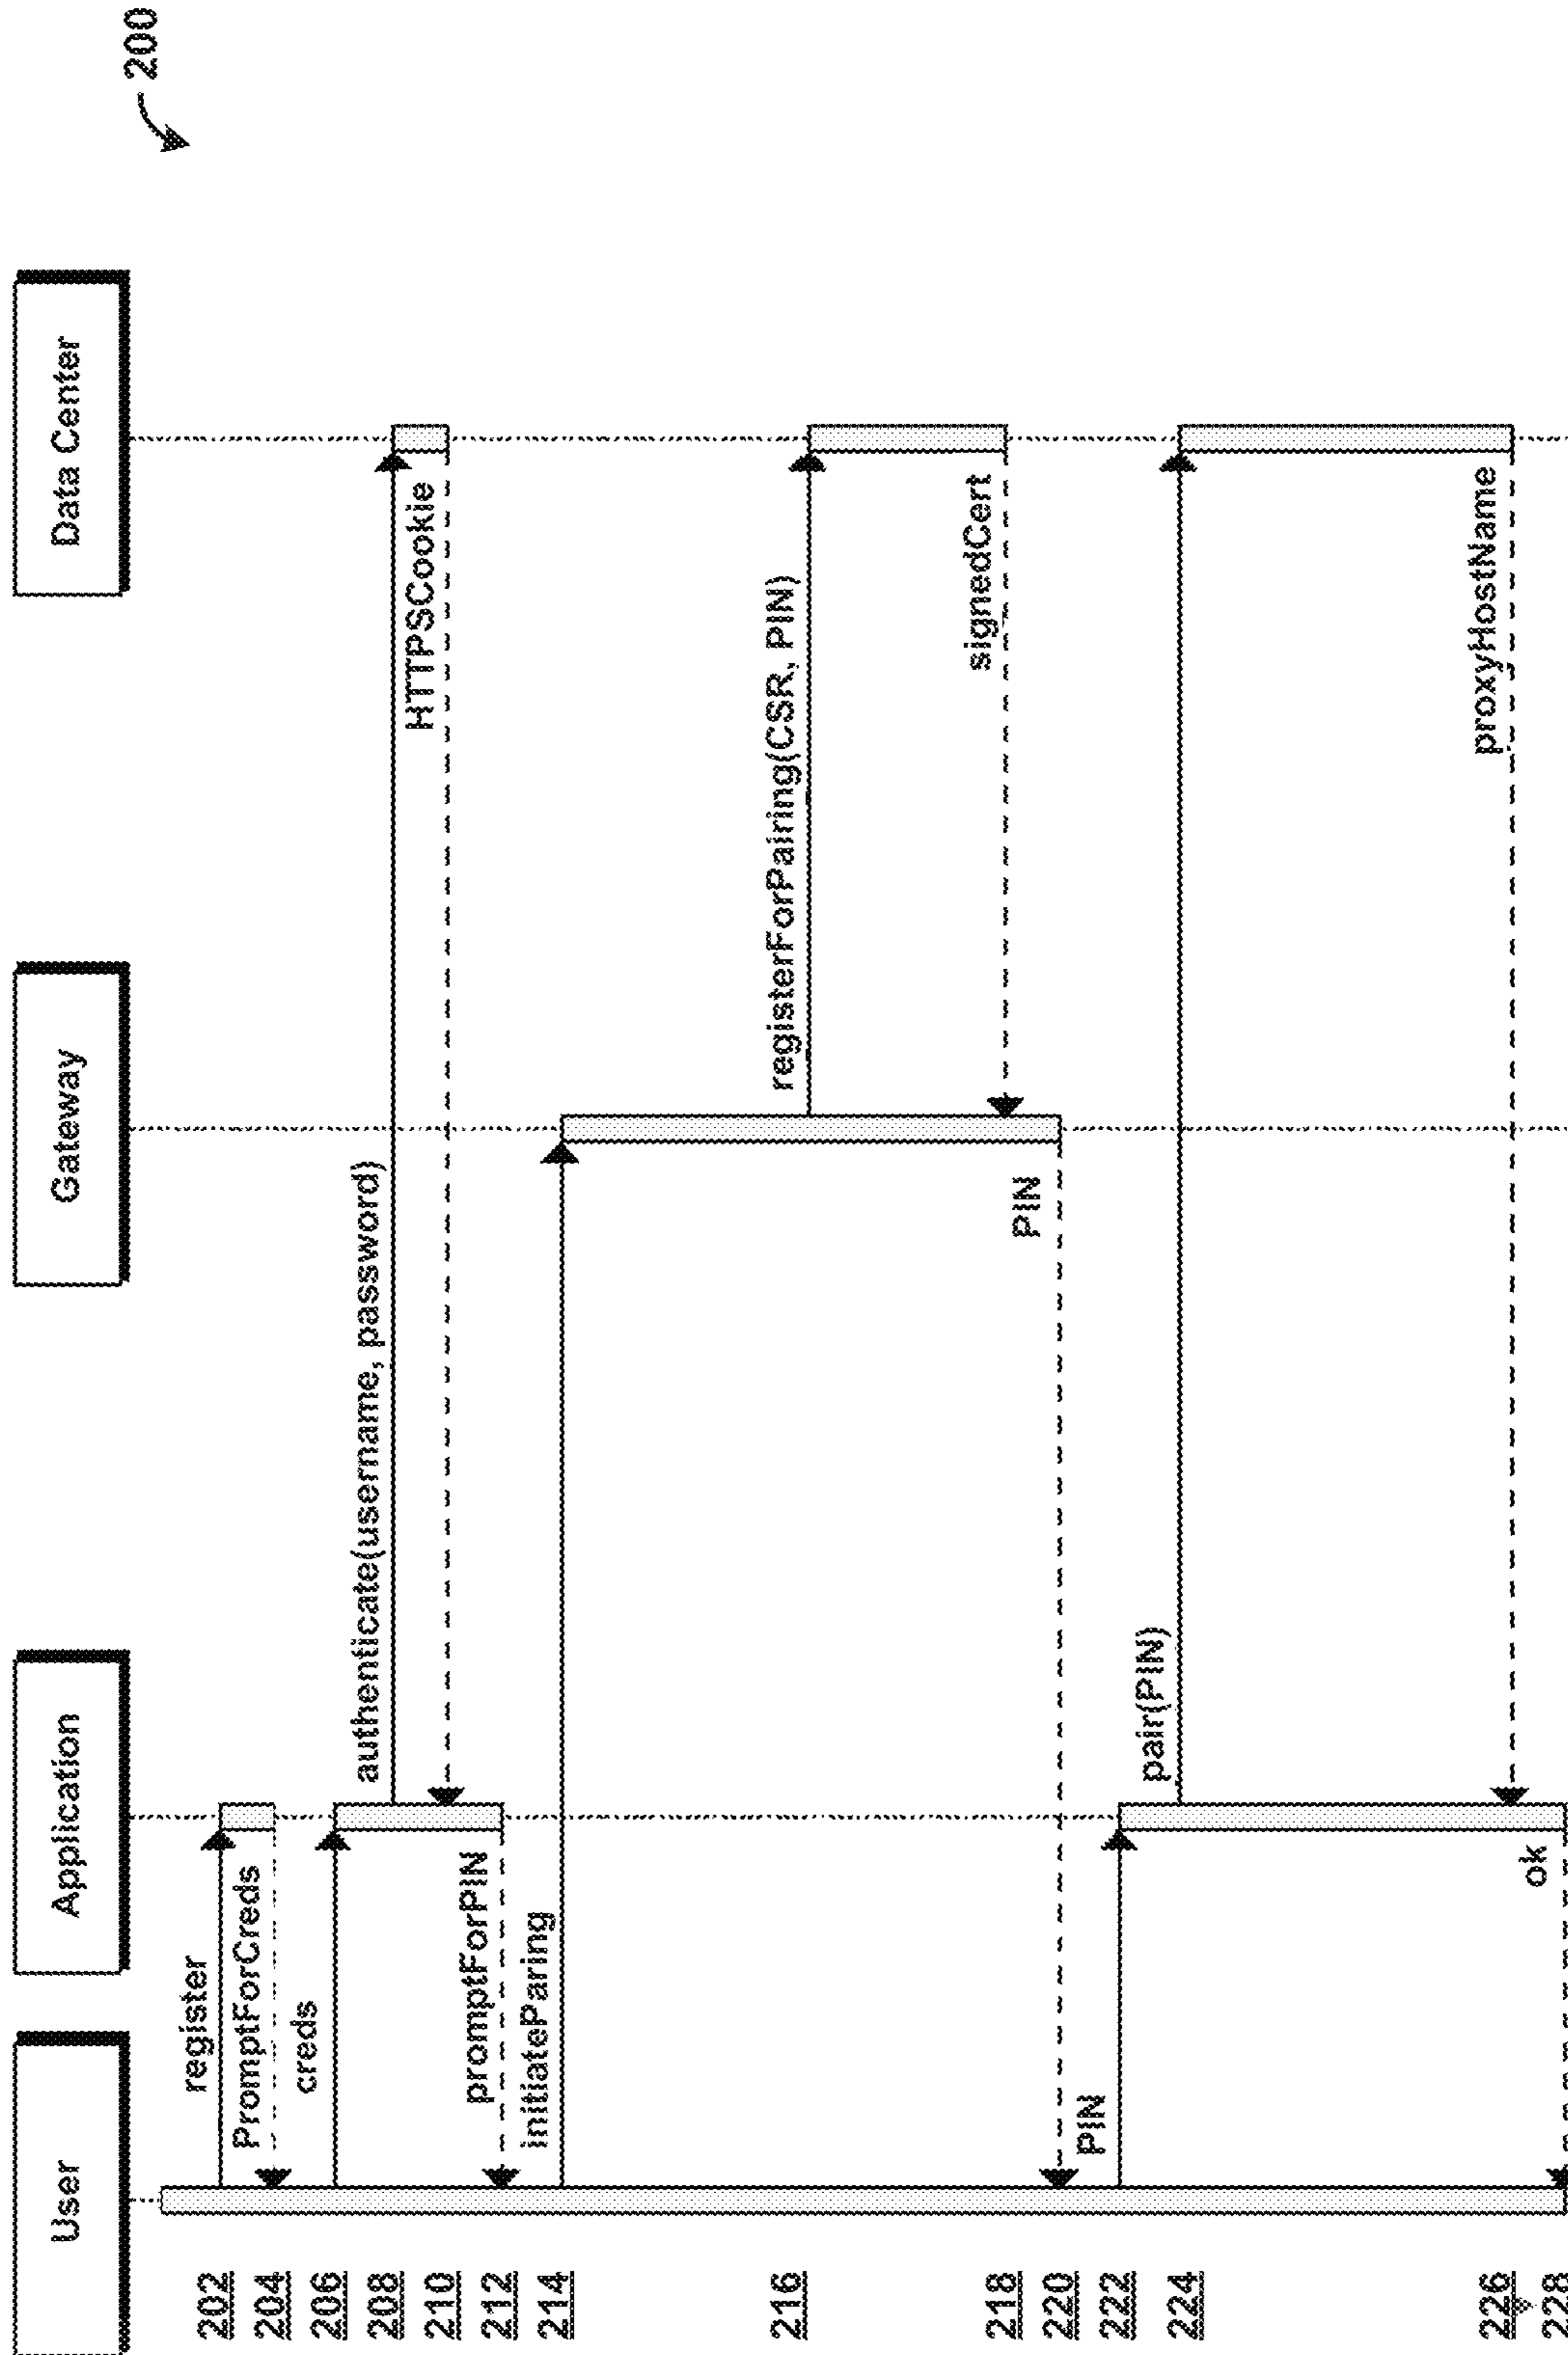 200
User
Application
Gateway
Data Center
202
register
204
PromptForCreds
206
creds
208
authenticate(username, password)
210
HTTPSCookie
212
promptForPIN
214
initiateParing
216
registerForPairing(CSR, PIN)
218
signedCert
220
PIN
222
PIN
224
pair(PIN)
226
proxyHostName
228
ok